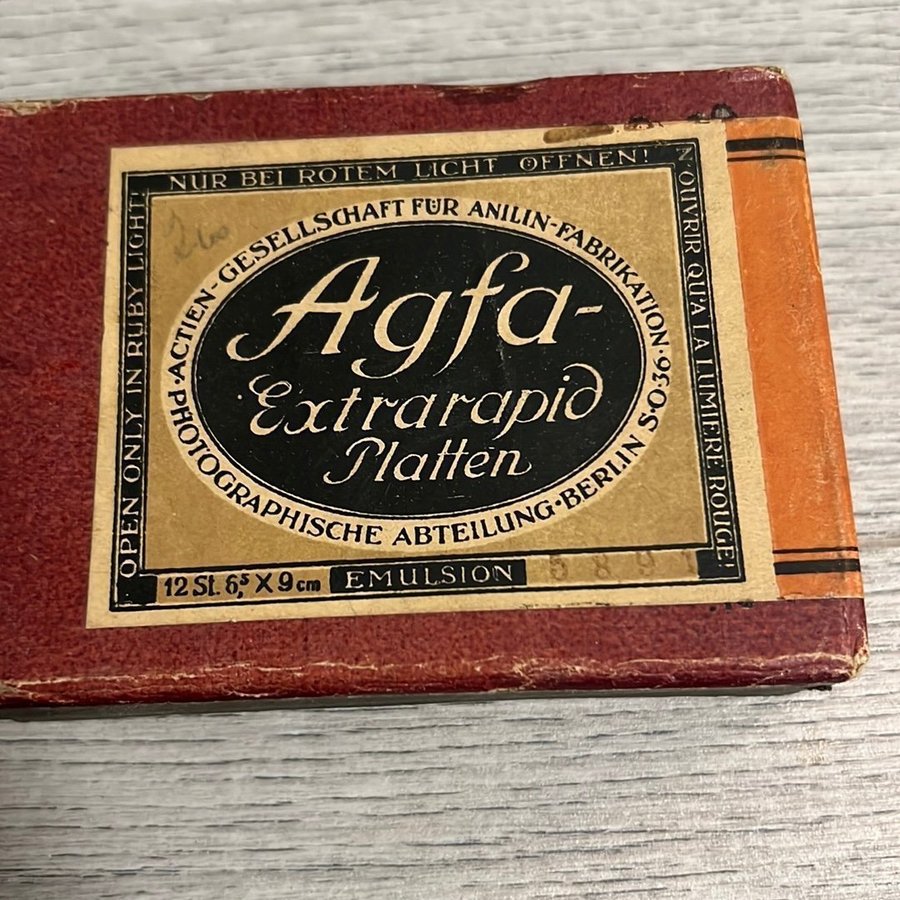 NUR BEI ROTEM LICHT ÖFFNEN!
OPEN ONLY IN RUBY LIGHT!
N'OUVRIR QU'A LA LUMIERE ROUGE!
·ACTIEN-GESELLSCHAFT FÜR ANILIN-FABRIKATION·
PHOTOGRAPHISCHE ABTEILUNG·BERLIN S·O·36·
Agfa-
Extrarapid
Platten
12 St. 6,5 X 9 cm EMULSION 5891